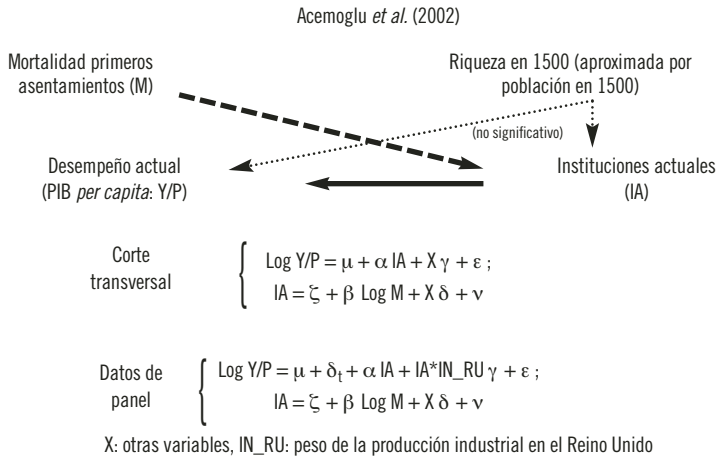 Acemoglu et al. (2002)
Mortalidad primeros
asentamientos (M)
Riqueza en 1500 (aproximada por
población en 1500)
(no significativo)
Desempeño actual
(PIB per capita: Y/P)
Instituciones actuales
(IA)
Corte
transversal
Log Y/P = μ + α IA + X γ + ε ;
IA = ζ + β Log M + X δ + ν
Datos de
panel
Log Y/P = μ + δt + α IA + IA*IN_RU γ + ε ;
IA = ζ + β Log M + X δ + ν
X: otras variables, IN_RU: peso de la producción industrial en el Reino Unido